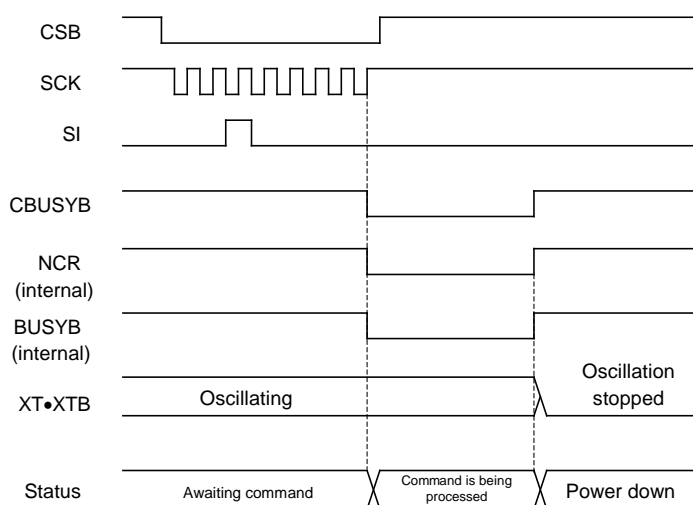 CSB
SCK
SI
CBUSYB
NCR
(internal)
BUSYB
(internal)
XT•XTB
Oscillating
Oscillation
stopped
Status
Awaiting command
Command is being
processed
Power down